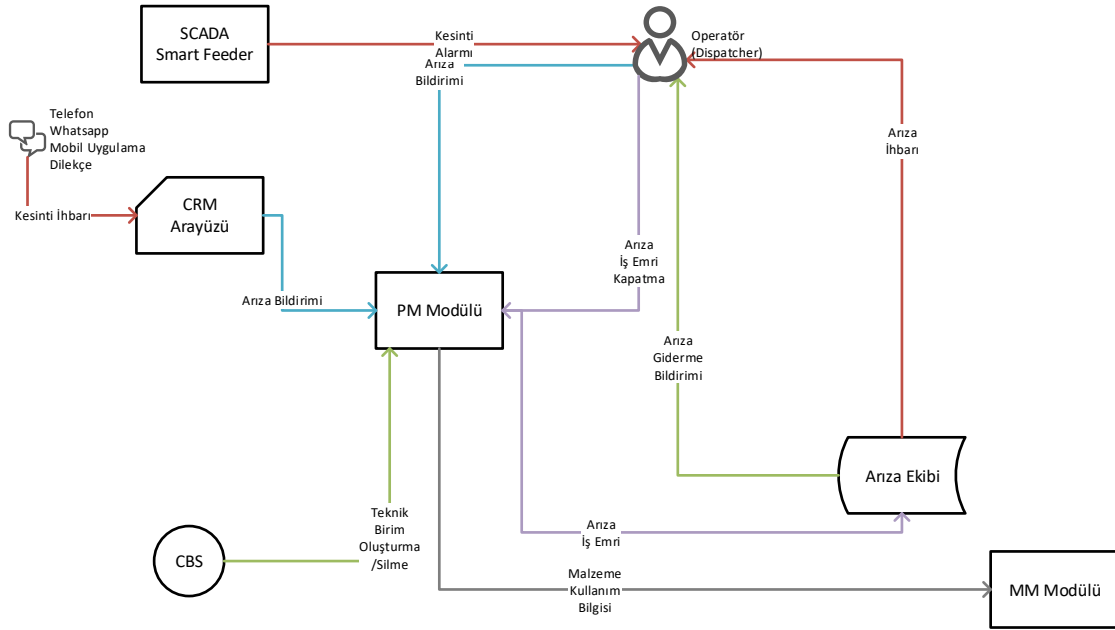 SCADA
Smart Feeder
Kesinti
Alarmı
Arıza
Bildirimi
Operatör
(Dispatcher)
Telefon
Whatsapp
Mobil Uygulama
Dilekçe
Arıza
İhbarı
Kesinti İhbarı
CRM
Arayüzü
Arıza
İş Emri
Kapatma
Arıza Bildirimi
PM Modülü
Arıza
Giderme
Bildirimi
Arıza Ekibi
Teknik
Birim
Oluşturma
/Silme
Arıza
İş Emri
CBS
Malzeme
Kullanım
Bilgisi
MM Modülü